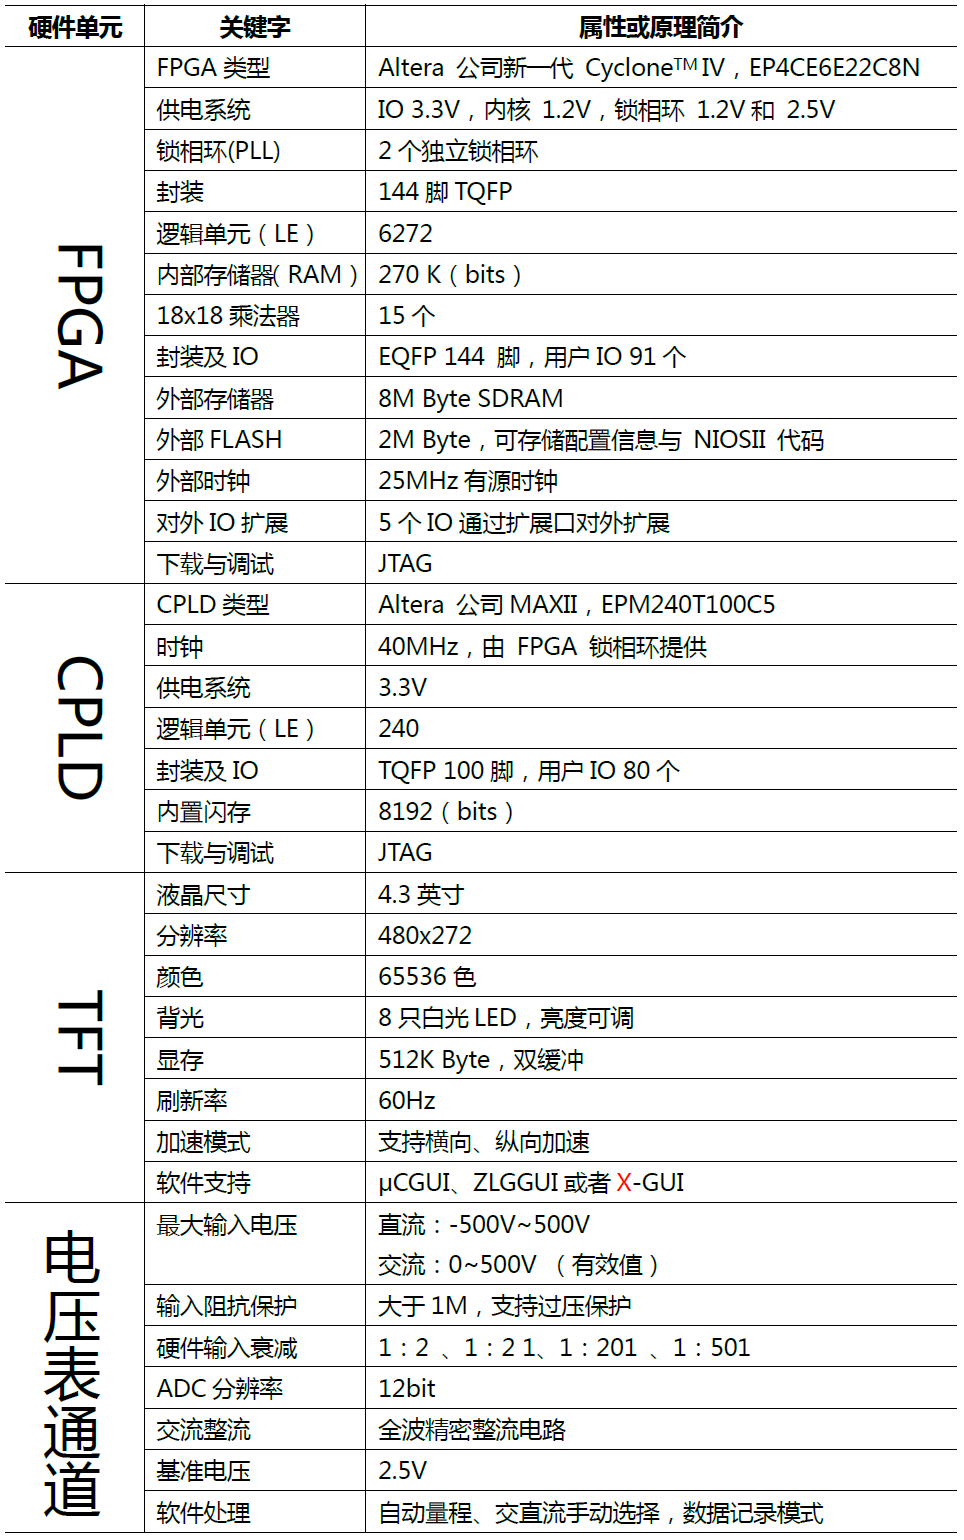 硬件单元 关键字 属性或原理简介
FPGA
FPGA 类型 Altera 公司新一代 Cyclone™ IV，EP4CE6E22C8N
供电系统 IO 3.3V，内核 1.2V，锁相环 1.2V 和 2.5V
锁相环(PLL) 2 个独立锁相环
封装 144 脚 TQFP
逻辑单元（LE） 6272
内部存储器（RAM） 270 K（bits）
18x18 乘法器 15 个
封装及 IO EQFP 144 脚，用户 IO 91 个
外部存储器 8M Byte SDRAM
外部 FLASH 2M Byte，可存储配置信息与 NIOSII 代码
外部时钟 25MHz 有源时钟
对外 IO 扩展 5 个 IO 通过扩展口对外扩展
下载与调试 JTAG
CPLD
CPLD 类型 Altera 公司 MAXII，EPM240T100C5
时钟 40MHz，由 FPGA 锁相环提供
供电系统 3.3V
逻辑单元（LE） 240
封装及 IO TQFP 100 脚，用户 IO 80 个
内置闪存 8192（bits）
下载与调试 JTAG
TFT
液晶尺寸 4.3 英寸
分辨率 480x272
颜色 65536 色
背光 8 只白光 LED，亮度可调
显存 512K Byte，双缓冲
刷新率 60Hz
加速模式 支持横向、纵向加速
软件支持 μCGUI、ZLGGUI 或者 X-GUI
电压表通道
最大输入电压 直流：-500V~500V
交流：0~500V （有效值）
输入阻抗保护 大于 1M，支持过压保护
硬件输入衰减 1：2 、1：2 1、1：201 、1：501
ADC 分辨率 12bit
交流整流 全波精密整流电路
基准电压 2.5V
软件处理 自动量程、交直流手动选择，数据记录模式